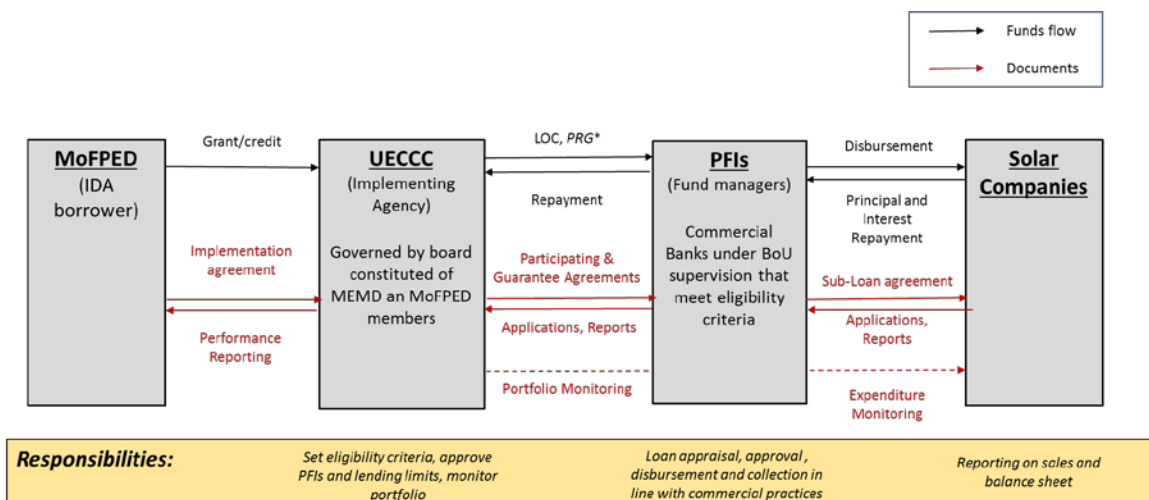 Funds flow
Documents
MoFPED
(IDA
borrower)
Grant/credit
Implementation
agreement
Performance
Reporting
UECCC
(Implementing
Agency)
Governed by board
constituted of
MEMD an MoFPED
members
LOC, PRG*
Repayment
Participating &
Guarantee Agreements
Applications, Reports
Portfolio Monitoring
PFIs
(Fund managers)
Commercial
Banks under BoU
supervision that
meet eligibility
criteria
Disbursement
Principal and
Interest
Repayment
Sub-Loan agreement
Applications,
Reports
Expenditure
Monitoring
Solar
Companies
Responsibilities:
Set eligibility criteria, approve
PFIs and lending limits, monitor
portfolio
Loan appraisal, approval ,
disbursement and collection in
line with commercial practices
Reporting on sales and
balance sheet